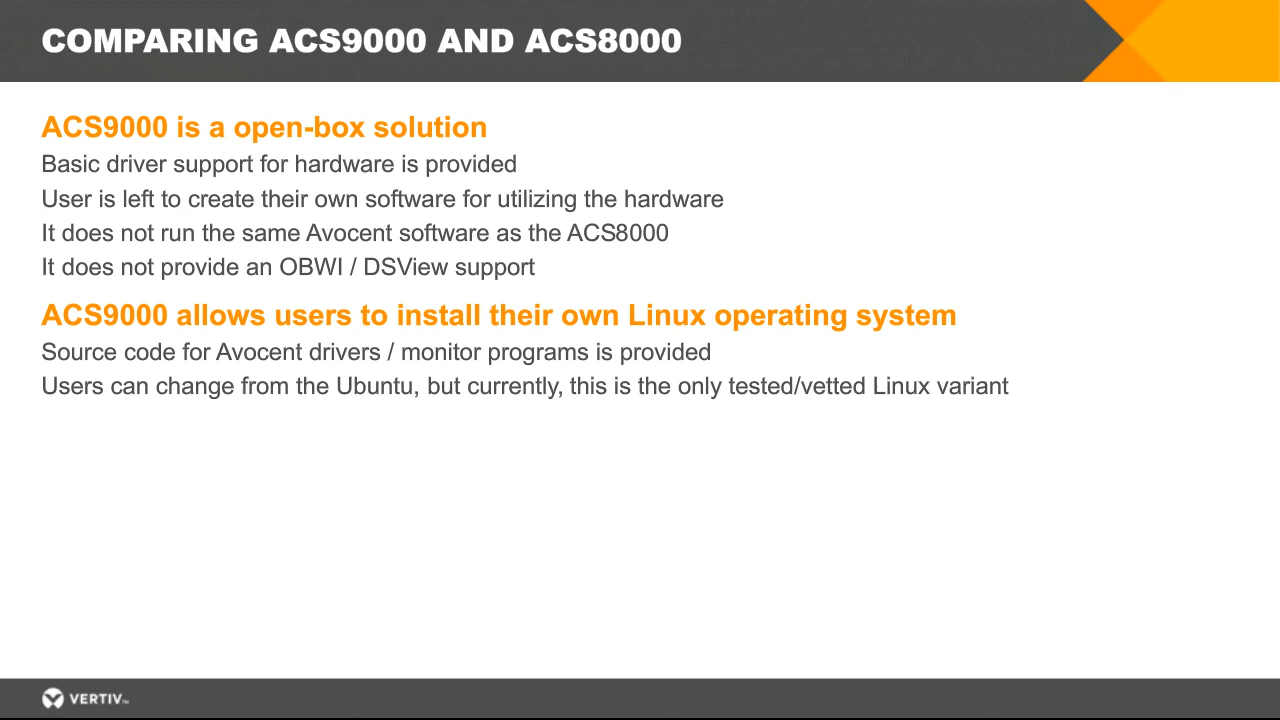 COMPARING ACS9000 AND ACS8000
ACS9000 is a open-box solution
Basic driver support for hardware is provided
User is left to create their own software for utilizing the hardware
It does not run the same Avocent software as the ACS8000
It does not provide an OBWI / DSView support
ACS9000 allows users to install their own Linux operating system
Source code for Avocent drivers / monitor programs is provided
Users can change from the Ubuntu, but currently, this is the only tested/vetted Linux variant
VERTIV™